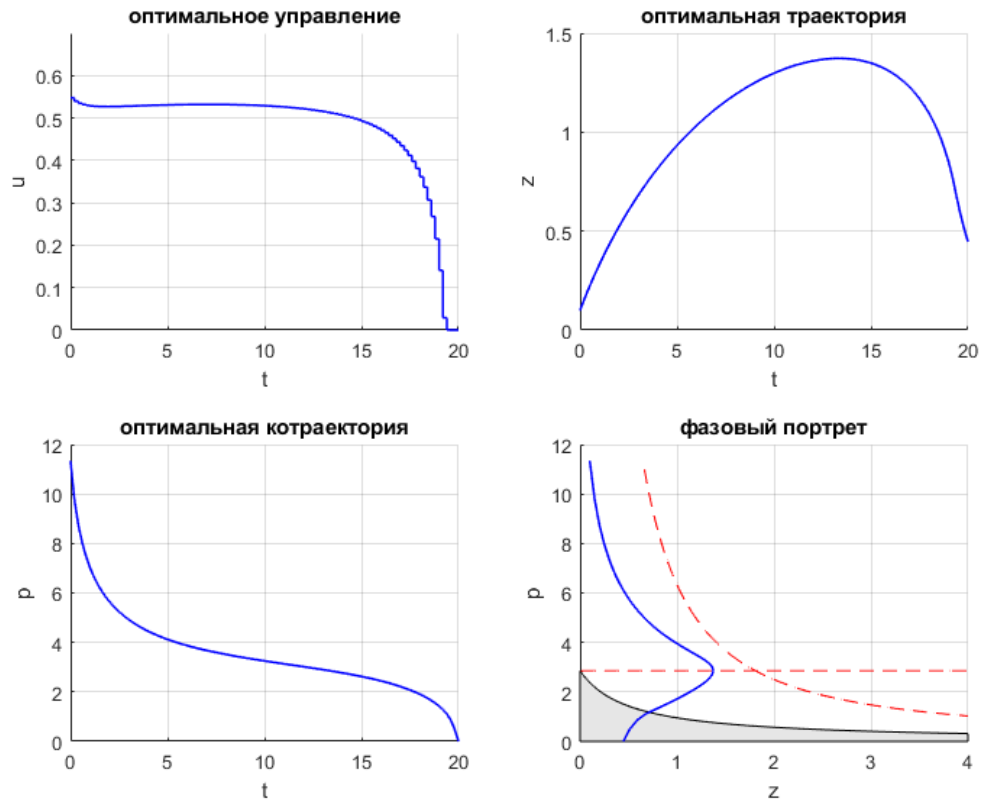 оптимальное управление
0.6
0.5
0.4
0.3
0.2
0.1
0
u
0 5 10 15 20
t
оптимальная траектория
1.5
1
0.5
0
z
0 5 10 15 20
t
оптимальная котраектория
12
10
8
6
4
2
0
p
0 5 10 15 20
t
фазовый портрет
12
10
8
6
4
2
0
p
0 1 2 3 4
z